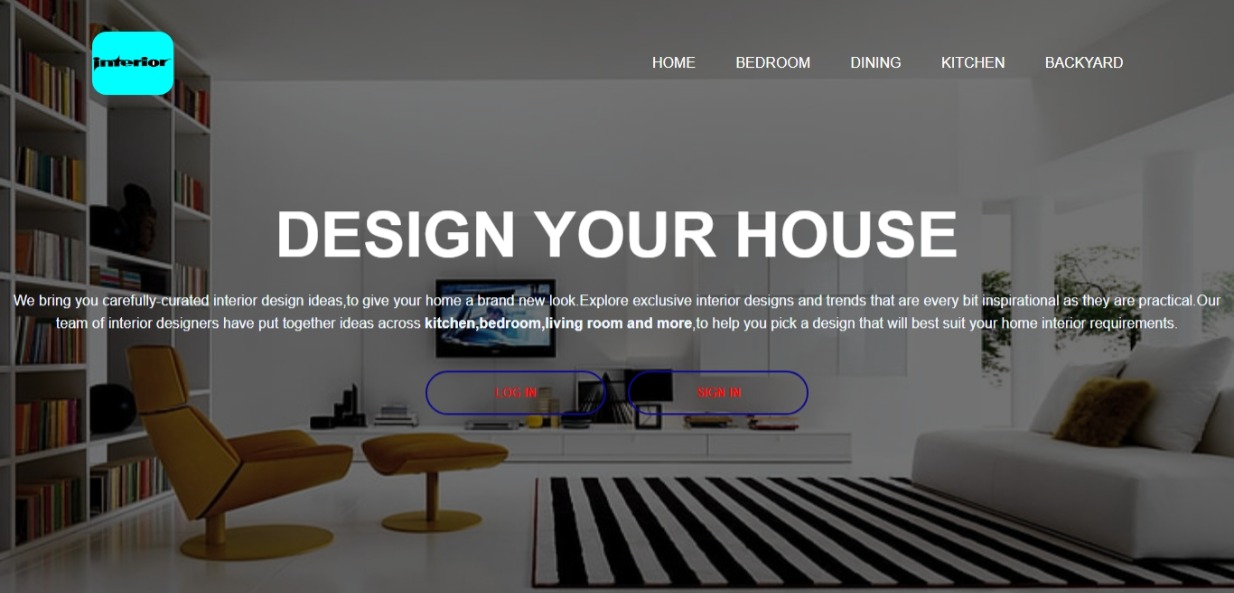 interior
HOME BEDROOM DINING KITCHEN BACKYARD
DESIGN YOUR HOUSE
We bring you carefully-curated interior design ideas,to give your home a brand new look.Explore exclusive interior designs and trends that are every bit inspirational as they are practical.Our
team of interior designers have put together ideas across kitchen,bedroom,living room and more,to help you pick a design that will best suit your home interior requirements.
LOG IN SIGN IN